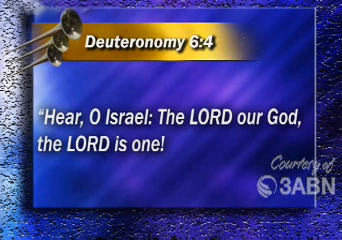 Deuteronomy 6:4
“Hear, O Israel: The LORD our God,
the LORD is one!
Courtesy of
3ABN